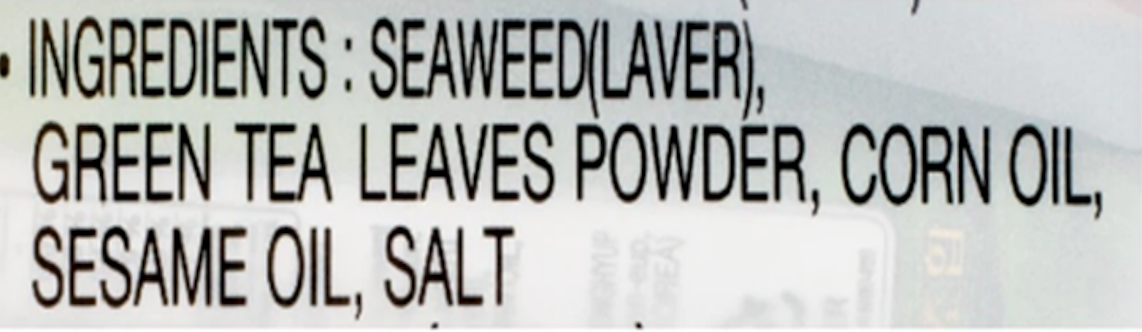 • INGREDIENTS : SEAWEED(LAVER),
GREEN TEA LEAVES POWDER, CORN OIL,
SESAME OIL, SALT